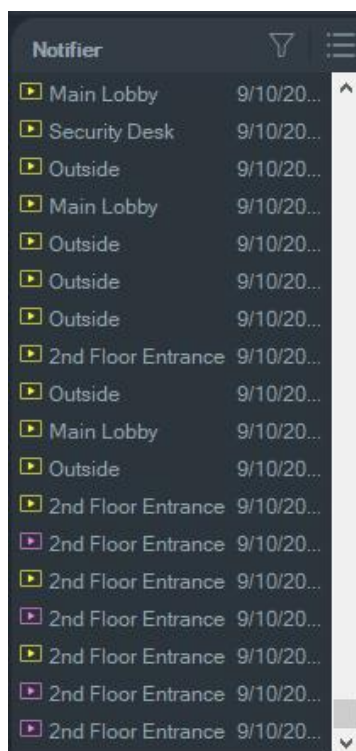 Notifier
Main Lobby 9/10/20...
Security Desk 9/10/20...
Outside 9/10/20...
Main Lobby 9/10/20...
Outside 9/10/20...
Outside 9/10/20...
Outside 9/10/20...
2nd Floor Entrance 9/10/20...
Outside 9/10/20...
Main Lobby 9/10/20...
Outside 9/10/20...
2nd Floor Entrance 9/10/20...
2nd Floor Entrance 9/10/20...
2nd Floor Entrance 9/10/20...
2nd Floor Entrance 9/10/20...
2nd Floor Entrance 9/10/20...
2nd Floor Entrance 9/10/20...
2nd Floor Entrance 9/10/20...